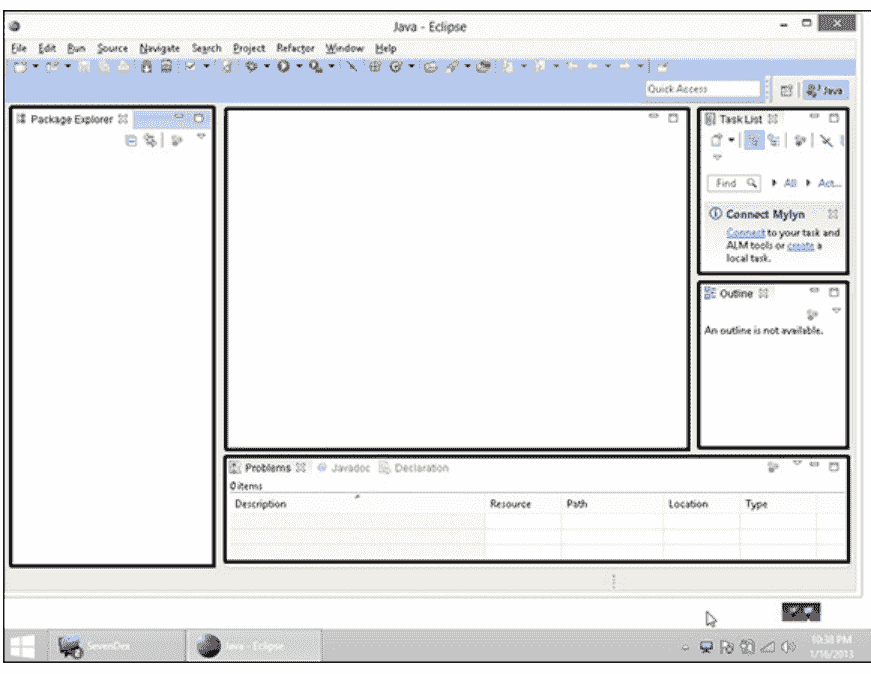 Java - Eclipse
File Edit Run Source Navigate Search Project Refactor Window Help
Quick Access
Java
Package Explorer
Task List
Find All Act...
Connect Mylyn
Connect to your task and
ALM tools or create a
local task.
Outline
An outline is not available.
Problems Javadoc Declaration
0 items
Description Resource Path Location Type
SevenDex
Java - Eclipse
10:38 PM
1/16/2013